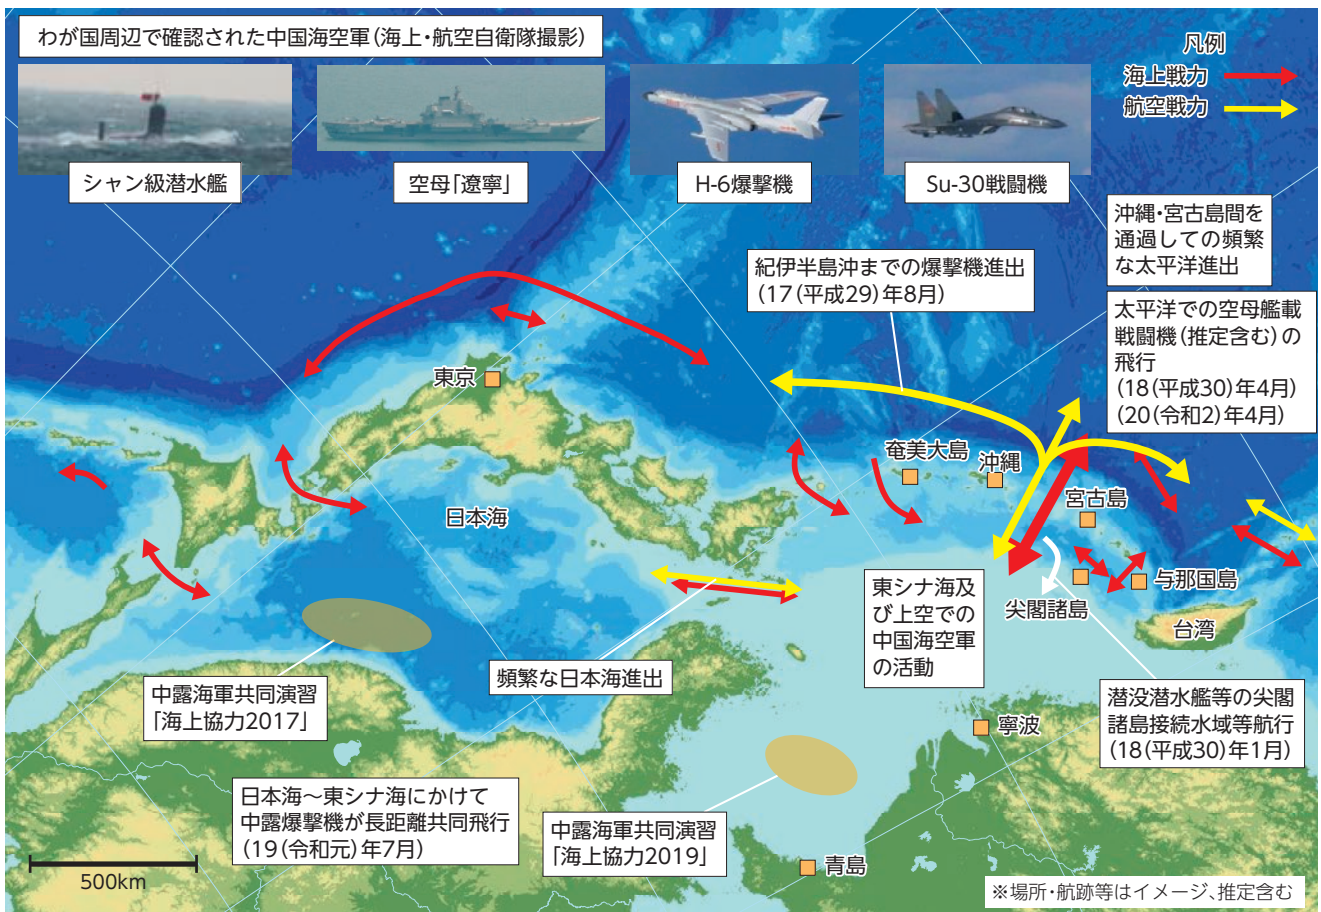 わが国周辺で確認された中国海空軍（海上・航空自衛隊撮影）
シャン級潜水艦
空母「遼寧」
H-6爆撃機
Su-30戦闘機
凡例
海上戦力
航空戦力
沖縄・宮古島間を
通過しての頻繁
な太平洋進出
紀伊半島沖までの爆撃機進出
（17（平成29）年8月）
太平洋での空母艦載
戦闘機（推定含む）の
飛行
（18（平成30）年4月）
（20（令和2）年4月）
東京
奄美大島
沖縄
宮古島
日本海
与那国島
尖閣諸島
台湾
東シナ海及
び上空での
中国海空軍
の活動
頻繁な日本海進出
中露海軍共同演習
「海上協力2017」
潜没潜水艦等の尖閣
諸島接続水域等航行
（18（平成30）年1月）
寧波
日本海～東シナ海にかけて
中露爆撃機が長距離共同飛行
（19（令和元）年7月）
中露海軍共同演習
「海上協力2019」
青島
500km
※場所・航跡等はイメージ、推定含む